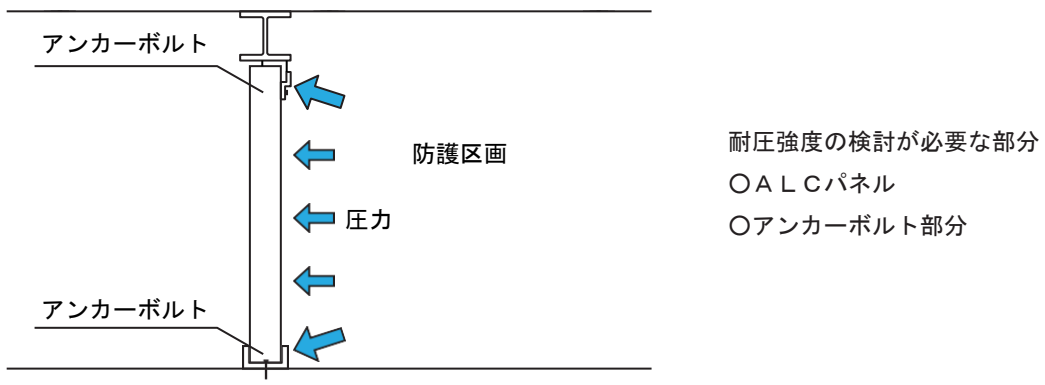 アンカーボルト
防護区画
圧力
アンカーボルト
耐圧強度の検討が必要な部分
○ＡＬＣパネル
○アンカーボルト部分